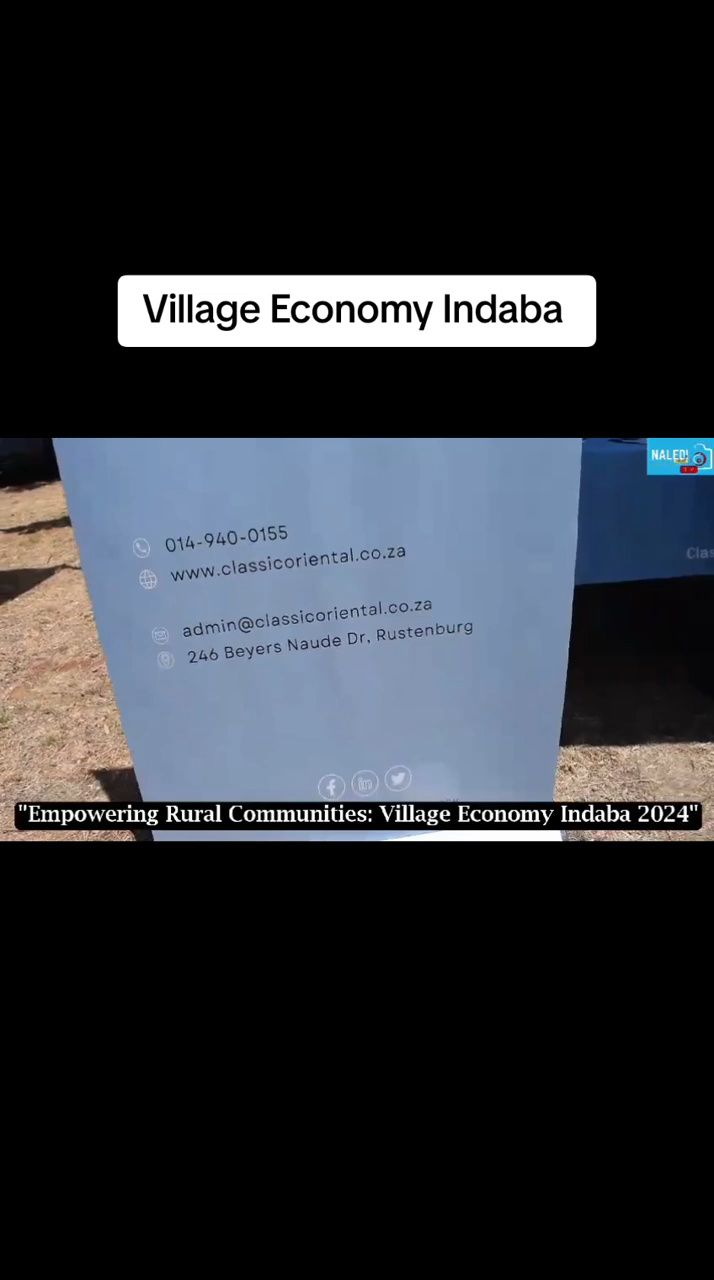 Village Economy Indaba
NALEDI
014-940-0155
www.classicoriental.co.za
Clas
admin@classicoriental.co.za
246 Beyers Naude Dr, Rustenburg
"Empowering Rural Communities: Village Economy Indaba 2024"